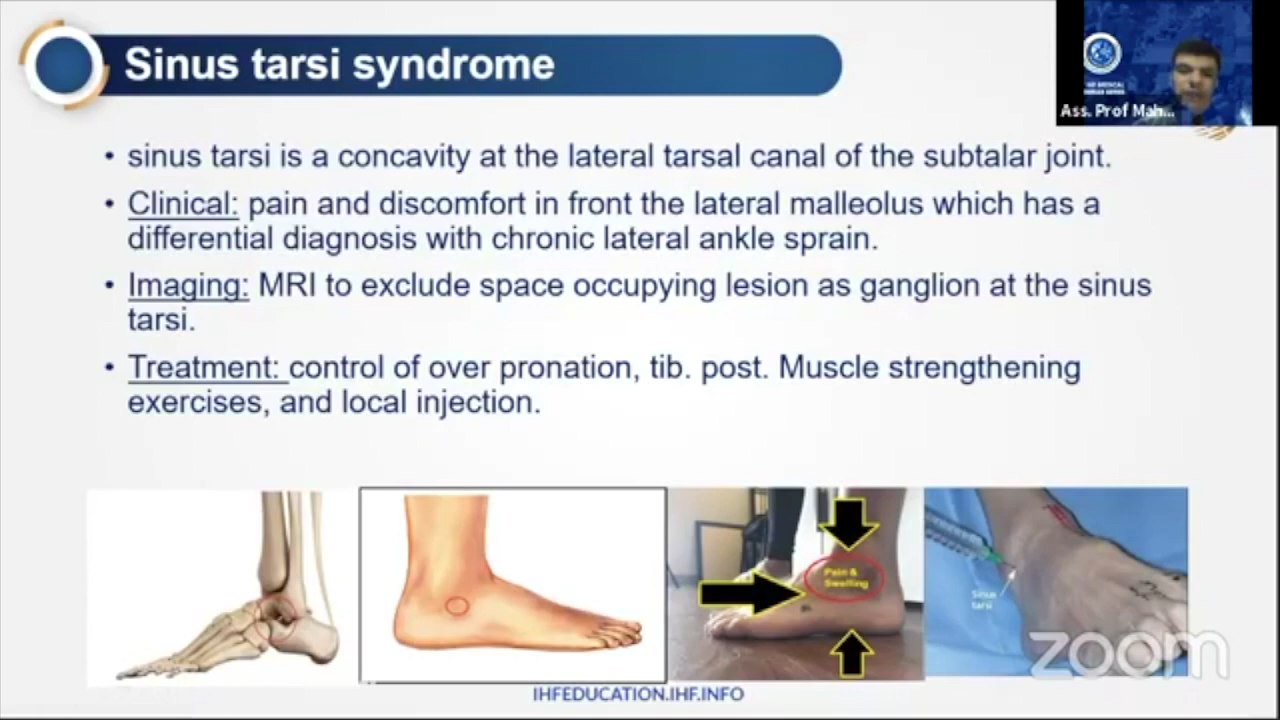 Sinus tarsi syndrome
Ass. Prof Mah...
• sinus tarsi is a concavity at the lateral tarsal canal of the subtalar joint.
• Clinical: pain and discomfort in front the lateral malleolus which has a
differential diagnosis with chronic lateral ankle sprain.
• Imaging: MRI to exclude space occupying lesion as ganglion at the sinus
tarsi.
• Treatment: control of over pronation, tib. post. Muscle strengthening
exercises, and local injection.
Pain &
Swelling
Sinus
tarsi
zoom
IHFEDUCATION.IHF.INFO